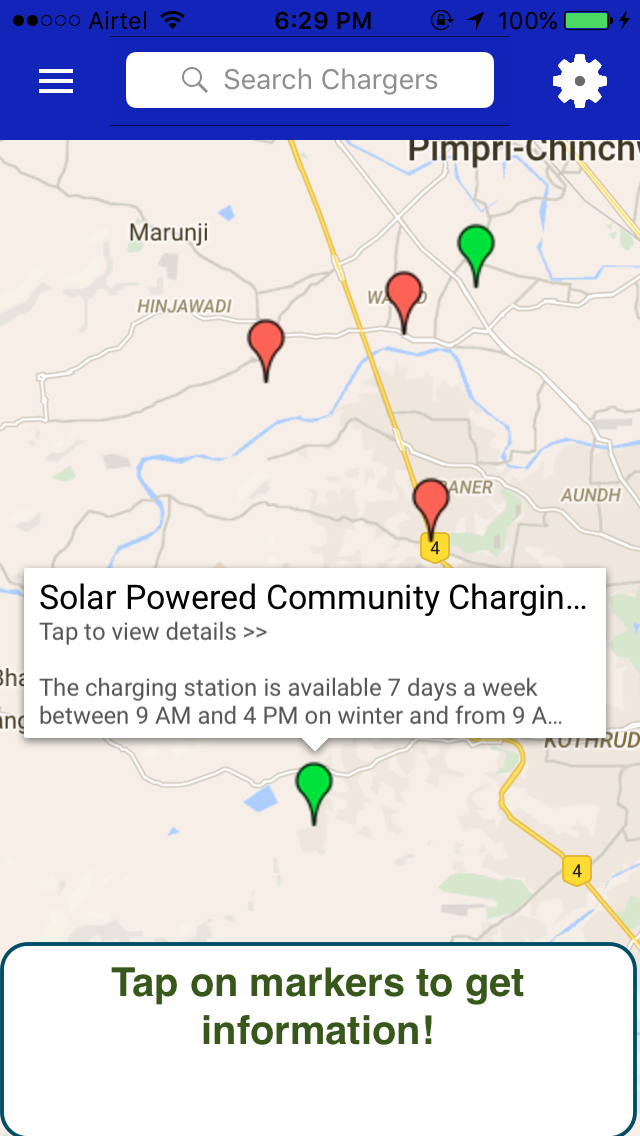 Airtel 6:29 PM 100%
Search Chargers
Pimpri-Chinchw
Marunji
HINJAWADI
BANER
AUNDH
4
Solar Powered Community Chargin...
Tap to view details >>
The charging station is available 7 days a week
between 9 AM and 4 PM on winter and from 9 A...
KOTHRUD
4
Tap on markers to get
information!